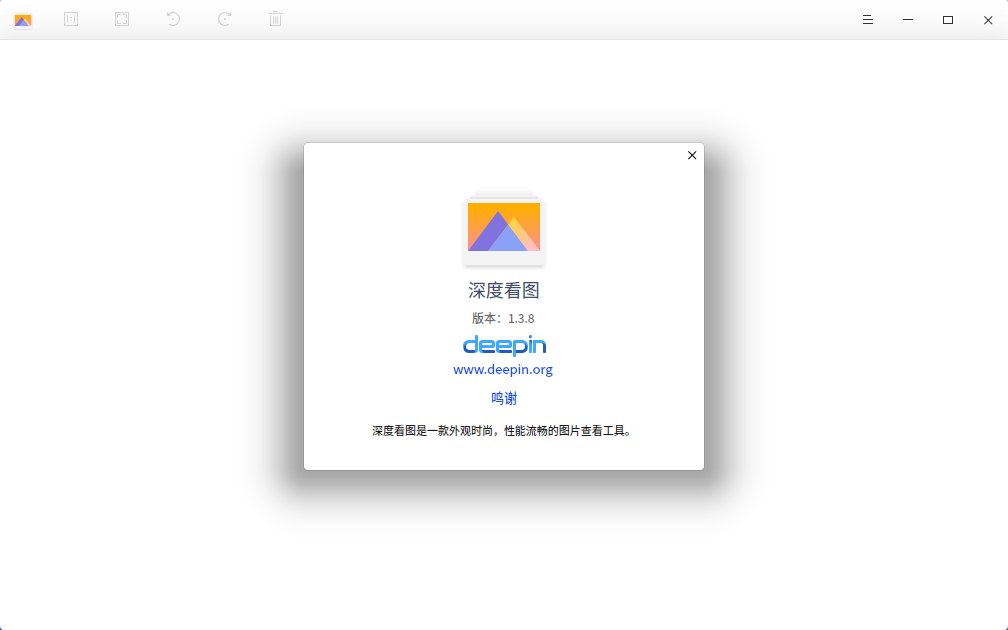 深度看图
版本：1.3.8
deepin
www.deepin.org
鸣谢
深度看图是一款外观时尚，性能流畅的图片查看工具。